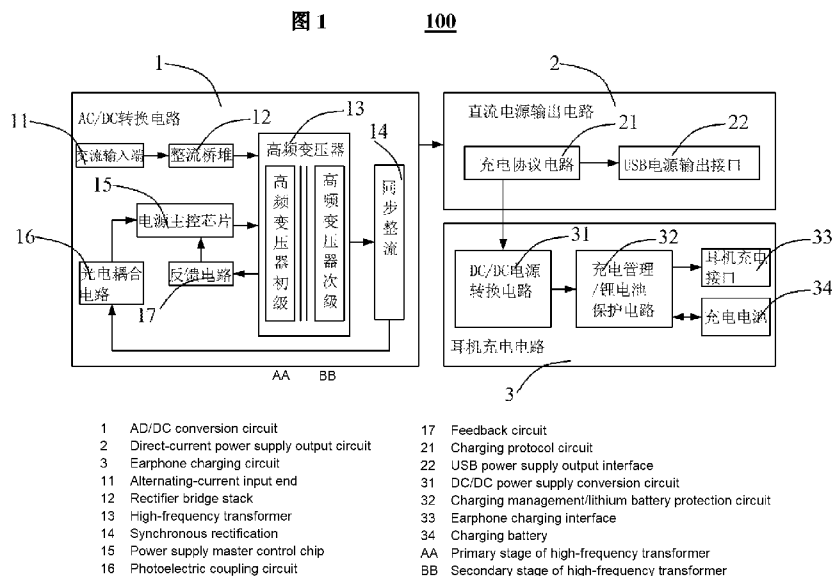 图 1 100
1
2
AC/DC转换电路
11
12
13
14
交流输入端
整流桥堆
高频变压器
高频变压器初级
高频变压器次级
同步整流
15
电源主控芯片
16
光电耦合
电路
反馈电路
17
AA BB
直流电源输出电路
21
22
充电协议电路
USB电源输出接口
31
32
33
34
DC/DC电源
转换电路
充电管理
/锂电池
保护电路
耳机充电
接口
充电电池
耳机充电电路
3
1 AD/DC conversion circuit
2 Direct-current power supply output circuit
3 Earphone charging circuit
11 Alternating-current input end
12 Rectifier bridge stack
13 High-frequency transformer
14 Synchronous rectification
15 Power supply master control chip
16 Photoelectric coupling circuit
17 Feedback circuit
21 Charging protocol circuit
22 USB power supply output interface
31 DC/DC power supply conversion circuit
32 Charging management/lithium battery protection circuit
33 Earphone charging interface
34 Charging battery
AA Primary stage of high-frequency transformer
BB Secondary stage of high-frequency transformer